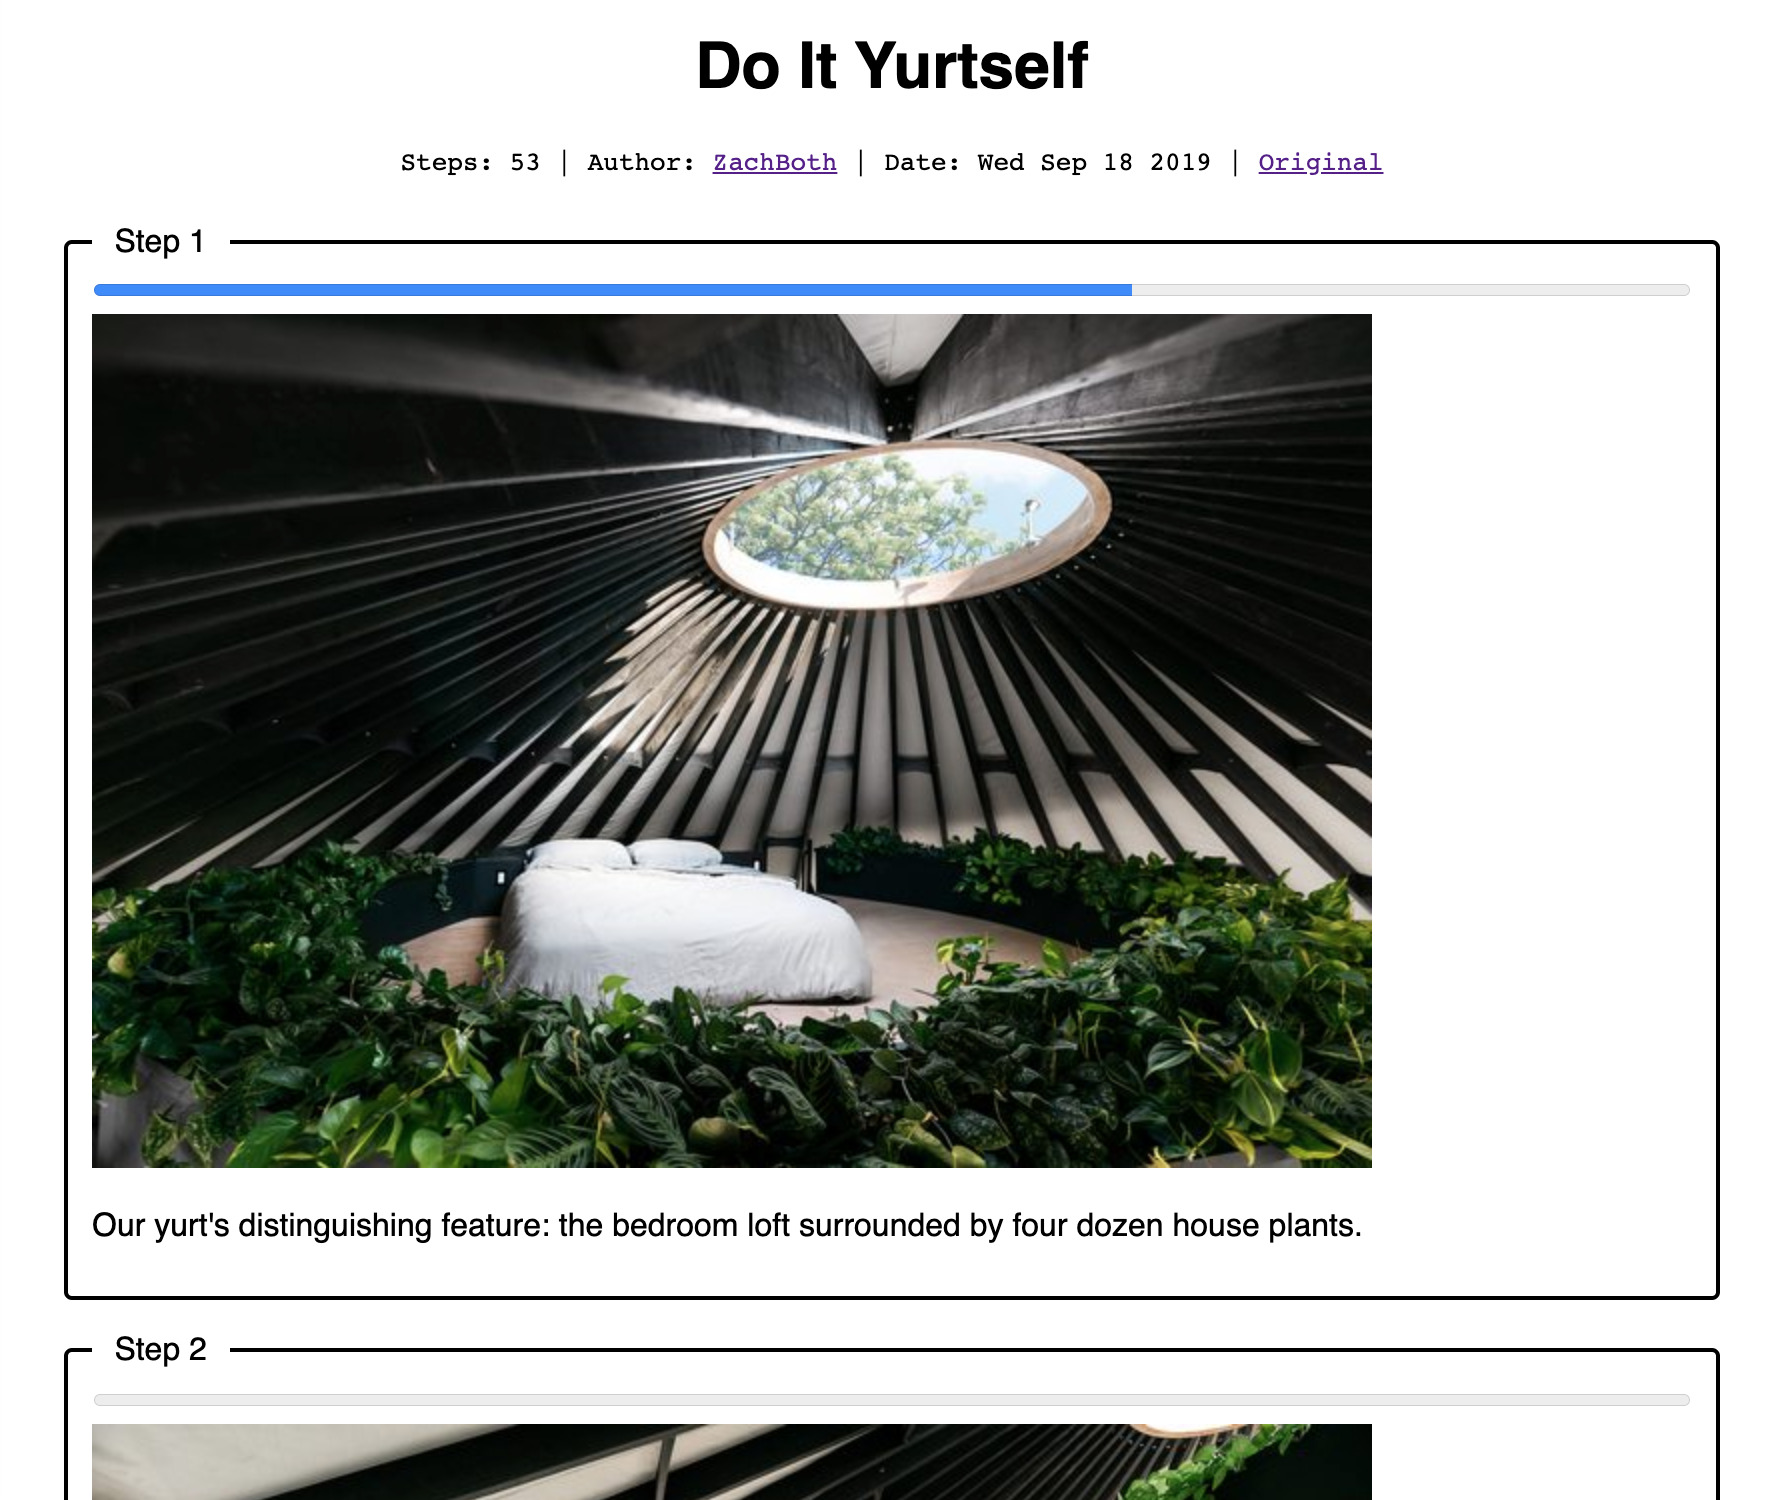 Do It Yurtself
Steps: 53 | Author: ZachBoth | Date: Wed Sep 18 2019 | Original
Step 1
Our yurt's distinguishing feature: the bedroom loft surrounded by four dozen house plants.
Step 2